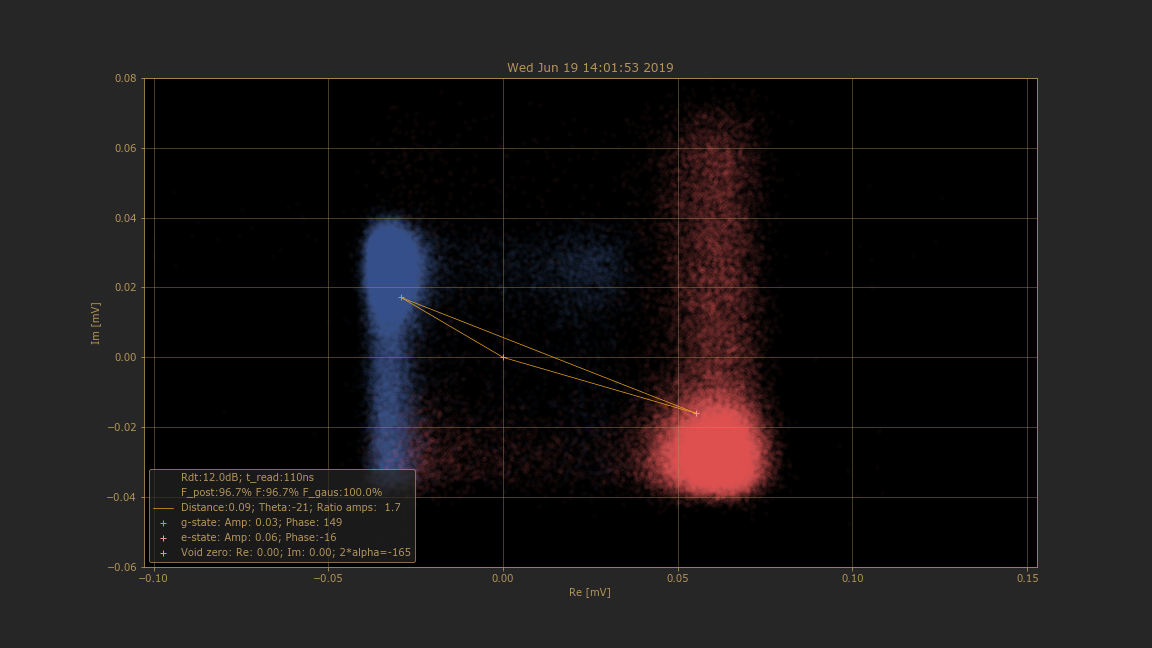 Wed Jun 19 14:01:53 2019
0.08
0.06
0.04
0.02
0.00
−0.02
−0.04
−0.06
Im [mV]
Rdt:12.0dB; t_read:110ns
F_post:96.7% F:96.7% F_gaus:100.0%
Distance:0.09; Theta:-21; Ratio amps:  1.7
g-state: Amp: 0.03; Phase: 149
e-state: Amp: 0.06; Phase:-16
Void zero: Re: 0.00; Im: 0.00; 2*alpha=-165
−0.10 −0.05 0.00 0.05 0.10 0.15
Re [mV]